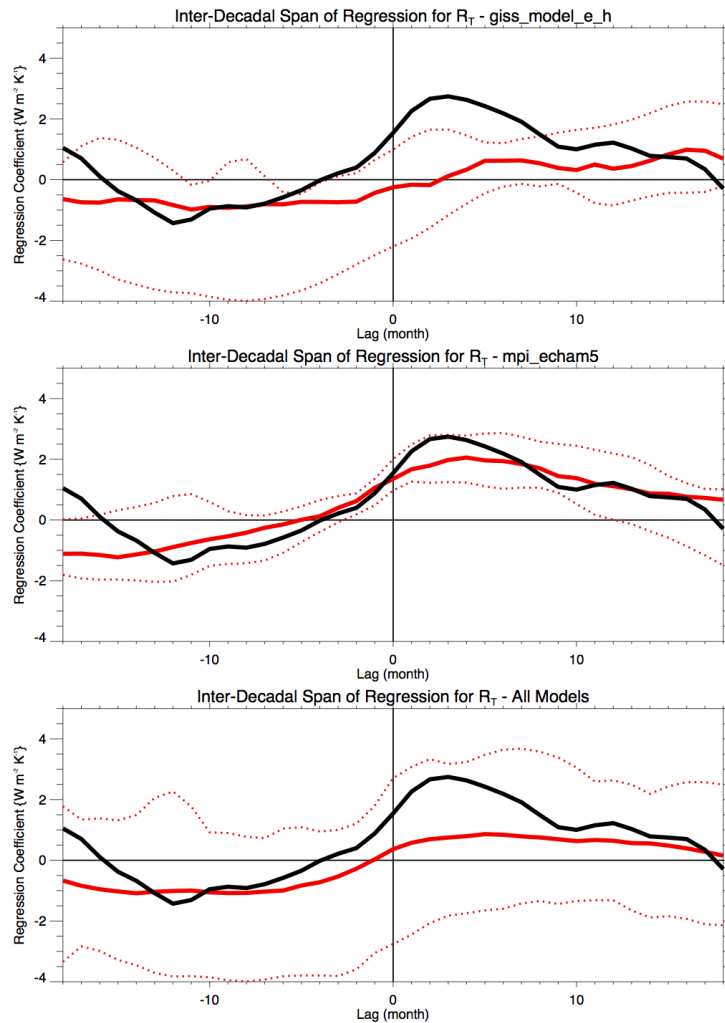 Inter-Decadal Span of Regression for R_T - giss_model_e_h
Regression Coefficient {W m⁻² K⁻¹}
4
2
0
-2
-4
-10 0 10
Lag (month)
Inter-Decadal Span of Regression for R_T - mpi_echam5
Regression Coefficient {W m⁻² K⁻¹}
4
2
0
-2
-4
-10 0 10
Lag (month)
Inter-Decadal Span of Regression for R_T - All Models
Regression Coefficient {W m⁻² K⁻¹}
4
2
0
-2
-4
-10 0 10
Lag (month)